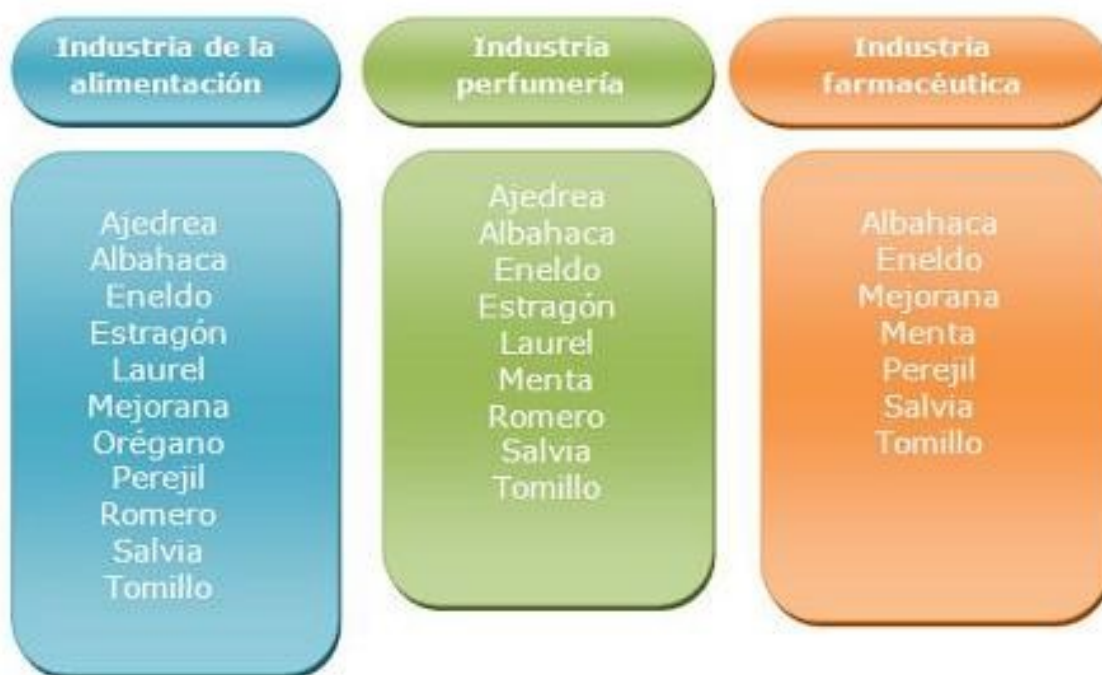 Industria de la
alimentación
Industria
perfumería
Industria
farmacéutica
Ajedrea
Albahaca
Eneldo
Estragón
Laurel
Mejorana
Orégano
Perejil
Romero
Salvia
Tomillo
Ajedrea
Albahaca
Eneldo
Estragón
Laurel
Menta
Romero
Salvia
Tomillo
Albahaca
Eneldo
Mejorana
Menta
Perejil
Salvia
Tomillo